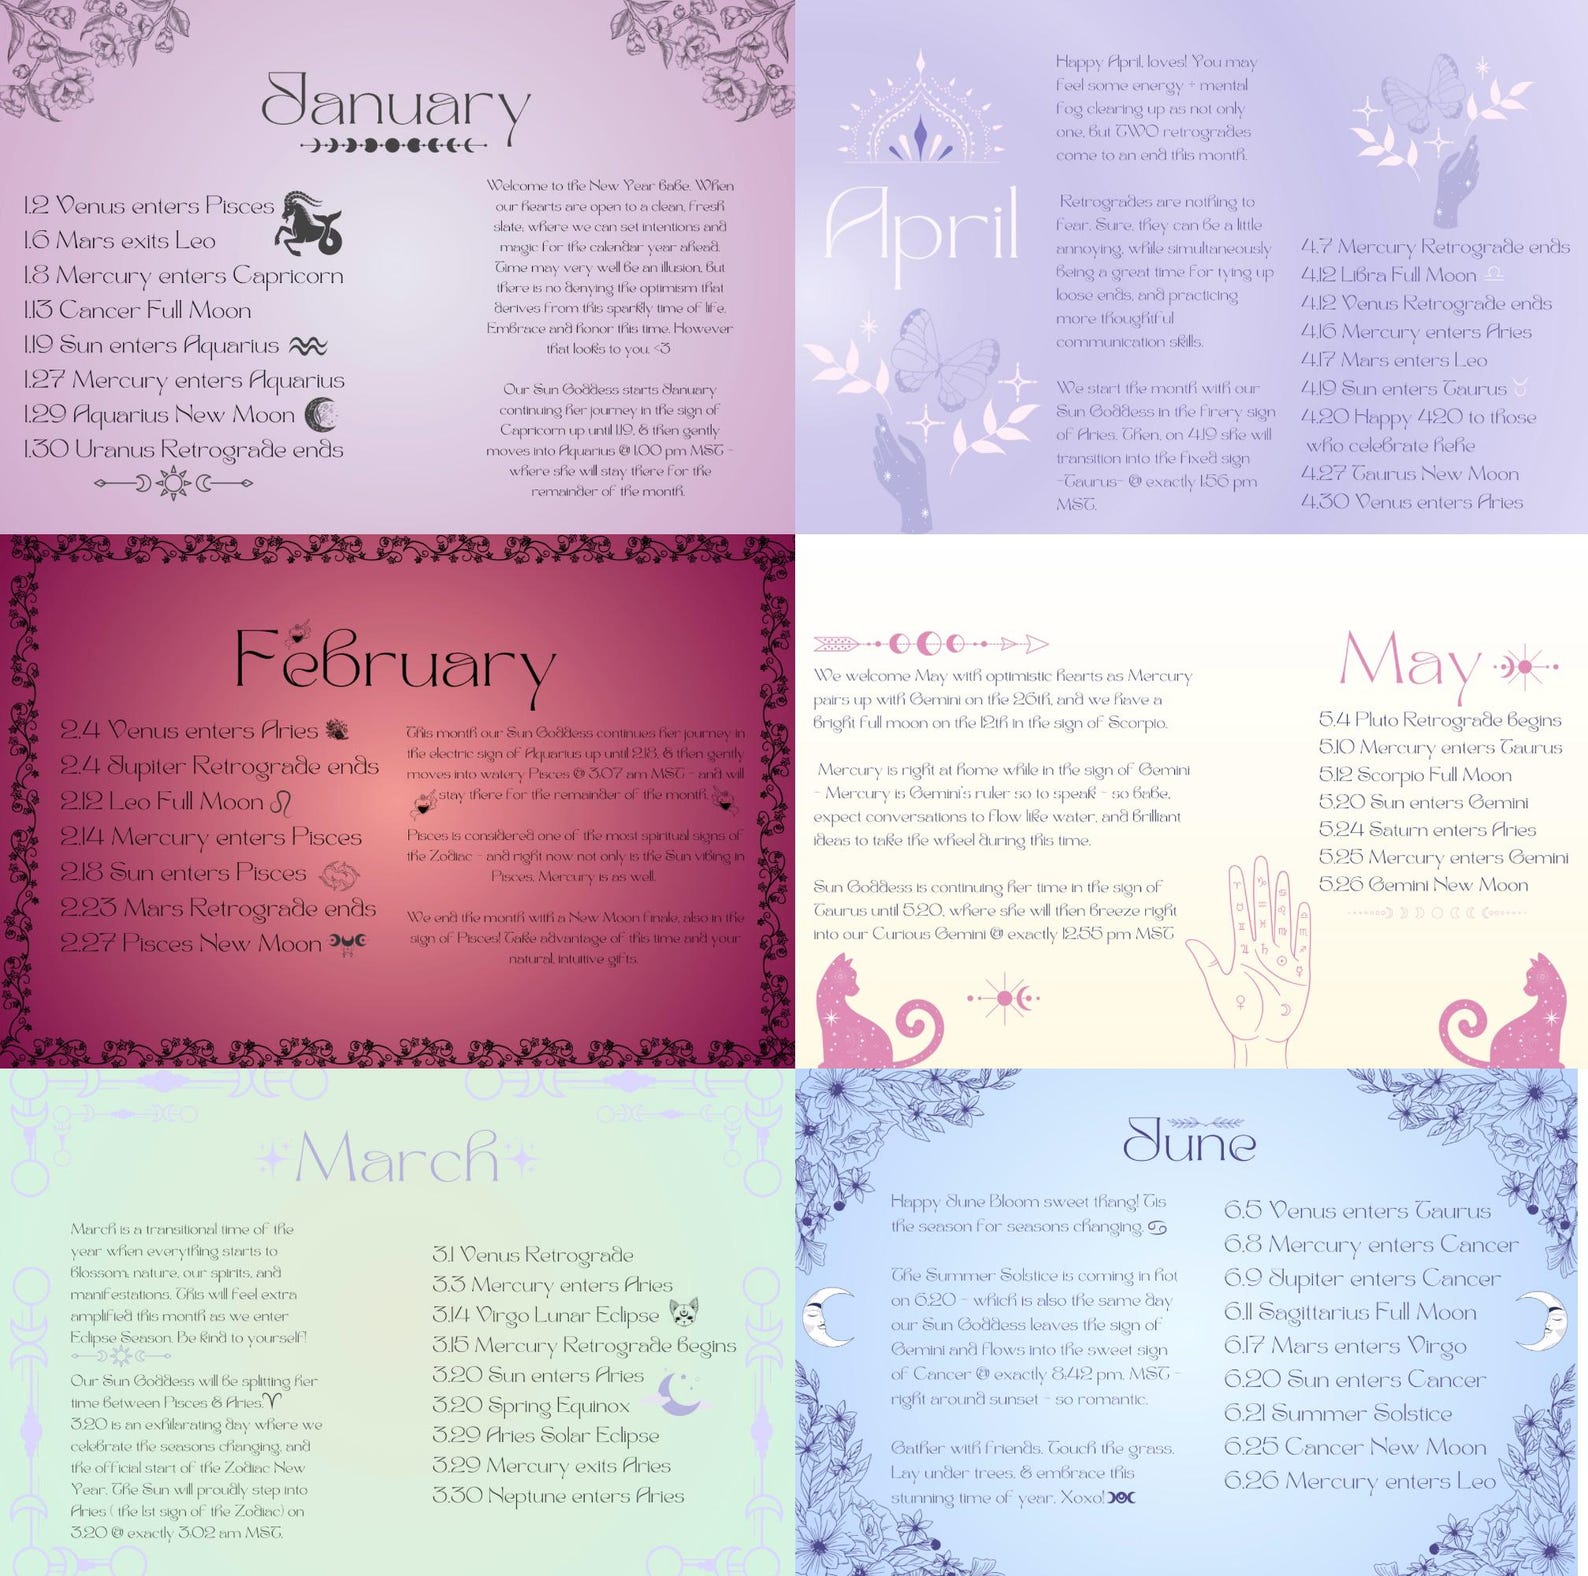 January
1.2 Venus enters Pisces
1.6 Mars exits Leo
1.8 Mercury enters Capricorn
1.13 Cancer Full Moon
1.19 Sun enters Aquarius
1.27 Mercury enters Aquarius
1.29 Aquarius New Moon
1.30 Uranus Retrograde ends
Welcome to the New Year babe. When
our hearts are open to a clean, fresh
slate; where we can set intentions and
magic for the calendar year ahead.
Time may very well be an illusion, but
there is no denying the optimism that
derives from this sparkly time of life.
Embrace and honor this time. However
that looks to you. <3
Our Sun Goddess starts January
continuing her journey in the sign of
Capricorn up until 1.19, & then gently
moves into Aquarius @ 1:00 pm MST -
where she will stay there for the
remainder of the month.
February
2.4 Venus enters Aries
2.4 Jupiter Retrograde ends
2.12 Leo Full Moon
2.14 Mercury enters Pisces
2.18 Sun enters Pisces
2.23 Mars Retrograde ends
2.27 Pisces New Moon
This month our Sun Goddess continues her journey in
the electric sign of Aquarius up until 2.18, & then gently
moves into watery Pisces @ 3:07 am MST - and will
stay there for the remainder of the month.
Pisces is considered one of the most spiritual signs of
the Zodiac - and right now not only is the Sun vibing in
Pisces, Mercury is as well.
We end the month with a New Moon finale, also in the
sign of Pisces! Take advantage of this time and your
natural, intuitive gifts.
March
March is a transitional time of the
year when everything starts to
blossom; nature, our spirits, and
manifestations. This will feel extra
amplified this month as we enter
Eclipse Season. Be kind to yourself!
Our Sun Goddess will be splitting her
time between Pisces & Aries.♈
3.20 is an exhilarating day where we
celebrate the seasons changing, and
the official start of the Zodiac New
Year. The Sun will proudly step into
Aries ( the 1st sign of the Zodiac) on
3.20 @ exactly 3:02 am MST.
3.1 Venus Retrograde
3.3 Mercury enters Aries
3.14 Virgo Lunar Eclipse
3.15 Mercury Retrograde begins
3.20 Sun enters Aries
3.20 Spring Equinox
3.29 Aries Solar Eclipse
3.29 Mercury exits Aries
3.30 Neptune enters Aries
April
Happy April, loves! You may
feel some energy + mental
fog clearing up as not only
one, but TWO retrogrades
come to an end this month.
Retrogrades are nothing to
fear. Sure, they can be a little
annoying, while simultaneously
being a great time for tying up
loose ends, and practicing
more thoughtful
communication skills.
We start the month with our
Sun Goddess in the firery sign
of Aries. Then, on 4.19 she will
transition into the fixed sign
-Taurus- @ exactly 1:56 pm
MST.
4.7 Mercury Retrograde ends
4.12 Libra Full Moon ♎
4.12 Venus Retrograde ends
4.16 Mercury enters Aries
4.17 Mars enters Leo
4.19 Sun enters Taurus ♉
4.20 Happy 420 to those
who celebrate hehe
4.27 Taurus New Moon
4.30 Venus enters Aries
May
We welcome May with optimistic hearts as Mercury
pairs up with Gemini on the 26th, and we have a
bright full moon on the 12th in the sign of Scorpio.
Mercury is right at home while in the sign of Gemini
- Mercury is Gemini's ruler so to speak - so babe,
expect conversations to flow like water, and brilliant
ideas to take the wheel during this time.
Sun Goddess is continuing her time in the sign of
Taurus until 5.20, where she will then breeze right
into our Curious Gemini @ exactly 12:55 pm MST
5.4 Pluto Retrograde begins
5.10 Mercury enters Taurus
5.12 Scorpio Full Moon
5.20 Sun enters Gemini
5.24 Saturn enters Aries
5.25 Mercury enters Gemini
5.26 Gemini New Moon
June
Happy June Bloom sweet thang! Tis
the season for seasons changing. ♋
The Summer Solstice is coming in hot
on 6.20 - which is also the same day
our Sun Goddess leaves the sign of
Gemini and flows into the sweet sign
of Cancer @ exactly 8:42 pm, MST -
right around sunset - so romantic.
Gather with friends. Touch the grass.
Lay under trees. & embrace this
stunning time of year. Xoxo!
6.5 Venus enters Taurus
6.8 Mercury enters Cancer
6.9 Jupiter enters Cancer
6.11 Sagittarius Full Moon
6.17 Mars enters Virgo
6.20 Sun enters Cancer
6.21 Summer Solstice
6.25 Cancer New Moon
6.26 Mercury enters Leo